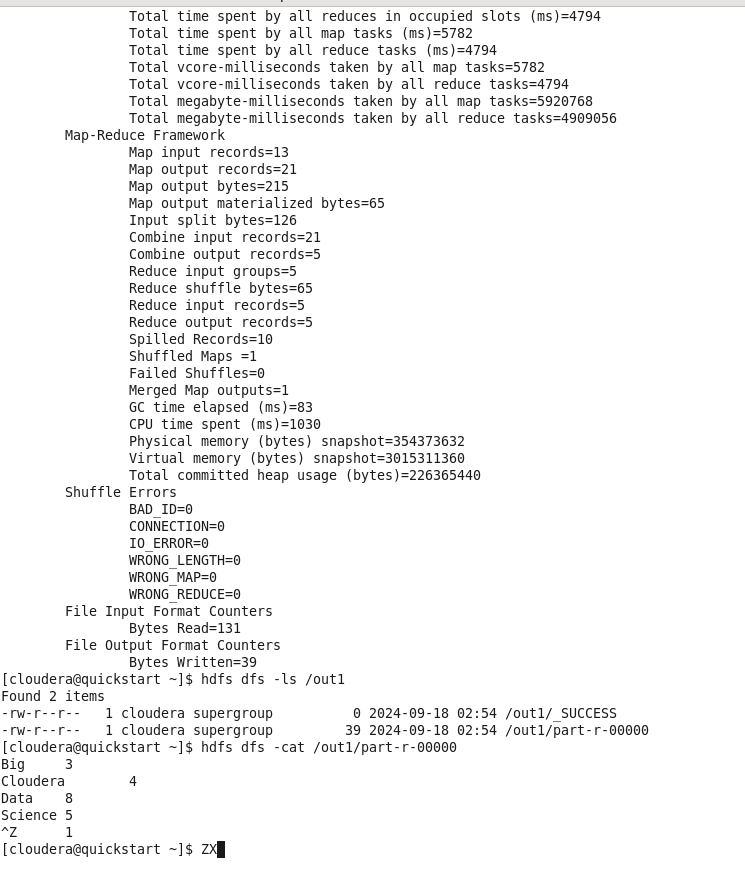 Total time spent by all reduces in occupied slots (ms)=4794
Total time spent by all map tasks (ms)=5782
Total time spent by all reduce tasks (ms)=4794
Total vcore-milliseconds taken by all map tasks=5782
Total vcore-milliseconds taken by all reduce tasks=4794
Total megabyte-milliseconds taken by all map tasks=5920768
Total megabyte-milliseconds taken by all reduce tasks=4909056
Map-Reduce Framework
Map input records=13
Map output records=21
Map output bytes=215
Map output materialized bytes=65
Input split bytes=126
Combine input records=21
Combine output records=5
Reduce input groups=5
Reduce shuffle bytes=65
Reduce input records=5
Reduce output records=5
Spilled Records=10
Shuffled Maps =1
Failed Shuffles=0
Merged Map outputs=1
GC time elapsed (ms)=83
CPU time spent (ms)=1030
Physical memory (bytes) snapshot=354373632
Virtual memory (bytes) snapshot=3015311360
Total committed heap usage (bytes)=226365440
Shuffle Errors
BAD_ID=0
CONNECTION=0
IO_ERROR=0
WRONG_LENGTH=0
WRONG_MAP=0
WRONG_REDUCE=0
File Input Format Counters
Bytes Read=131
File Output Format Counters
Bytes Written=39
[cloudera@quickstart ~]$ hdfs dfs -ls /out1
Found 2 items
-rw-r--r--   1 cloudera supergroup          0 2024-09-18 02:54 /out1/_SUCCESS
-rw-r--r--   1 cloudera supergroup         39 2024-09-18 02:54 /out1/part-r-00000
[cloudera@quickstart ~]$ hdfs dfs -cat /out1/part-r-00000
Big     3
Cloudera        4
Data    8
Science 5
^Z      1
[cloudera@quickstart ~]$ ZX